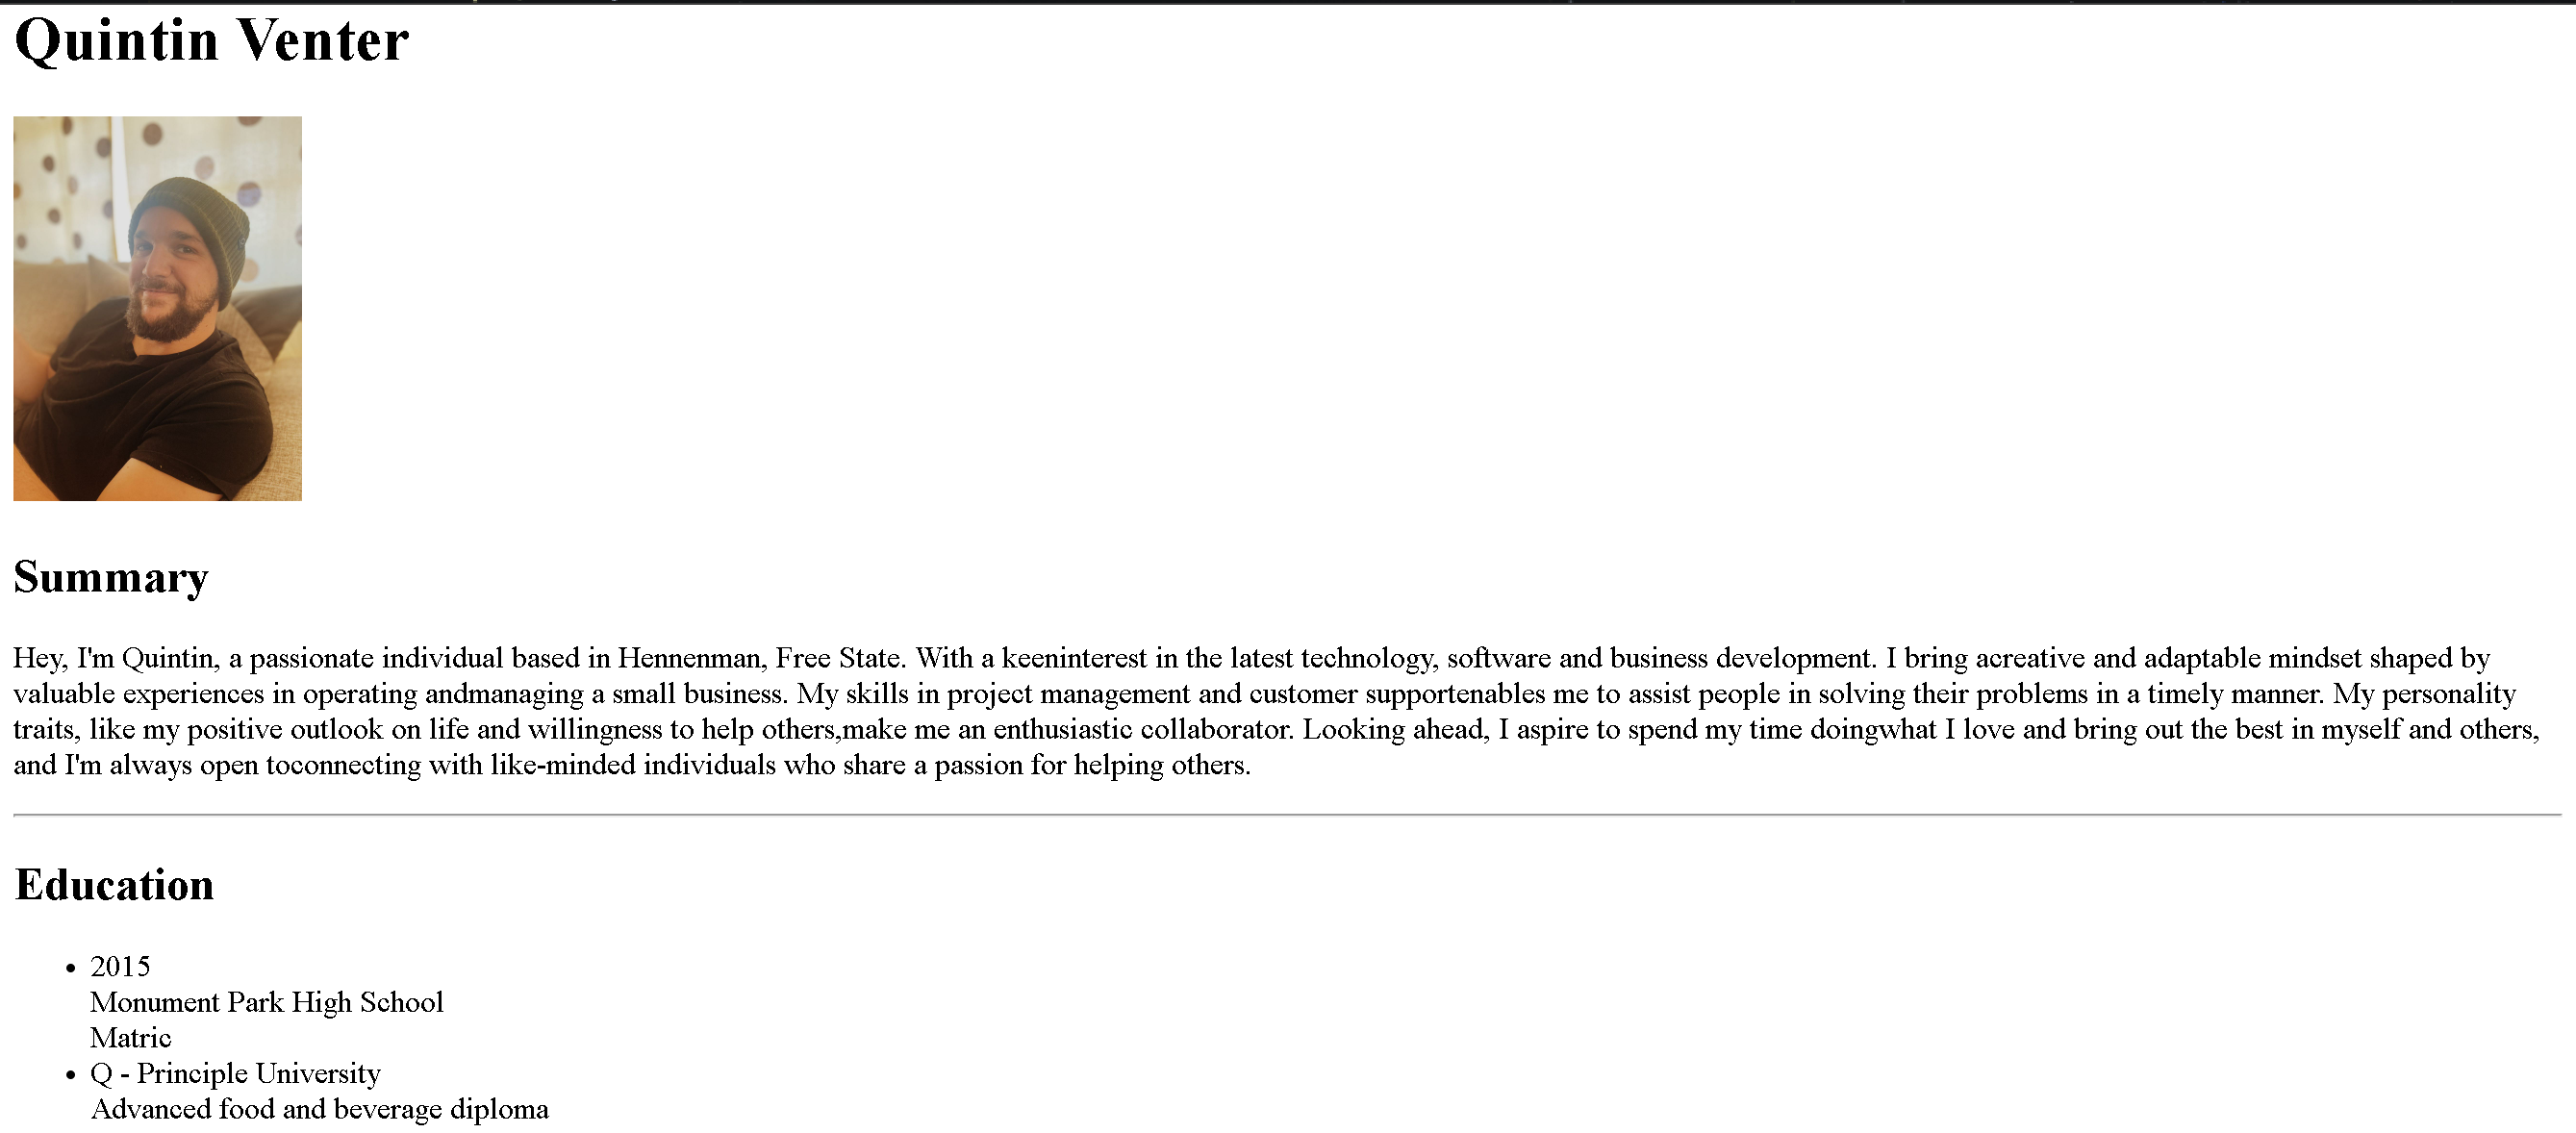 Quintin Venter
Summary
Hey, I'm Quintin, a passionate individual based in Hennenman, Free State. With a keeninterest in the latest technology, software and business development. I bring acreative and adaptable mindset shaped by
valuable experiences in operating andmanaging a small business. My skills in project management and customer supportenables me to assist people in solving their problems in a timely manner. My personality
traits, like my positive outlook on life and willingness to help others,make me an enthusiastic collaborator. Looking ahead, I aspire to spend my time doingwhat I love and bring out the best in myself and others,
and I'm always open toconnecting with like-minded individuals who share a passion for helping others.
Education
• 2015
Monument Park High School
Matric
• Q - Principle University
Advanced food and beverage diploma